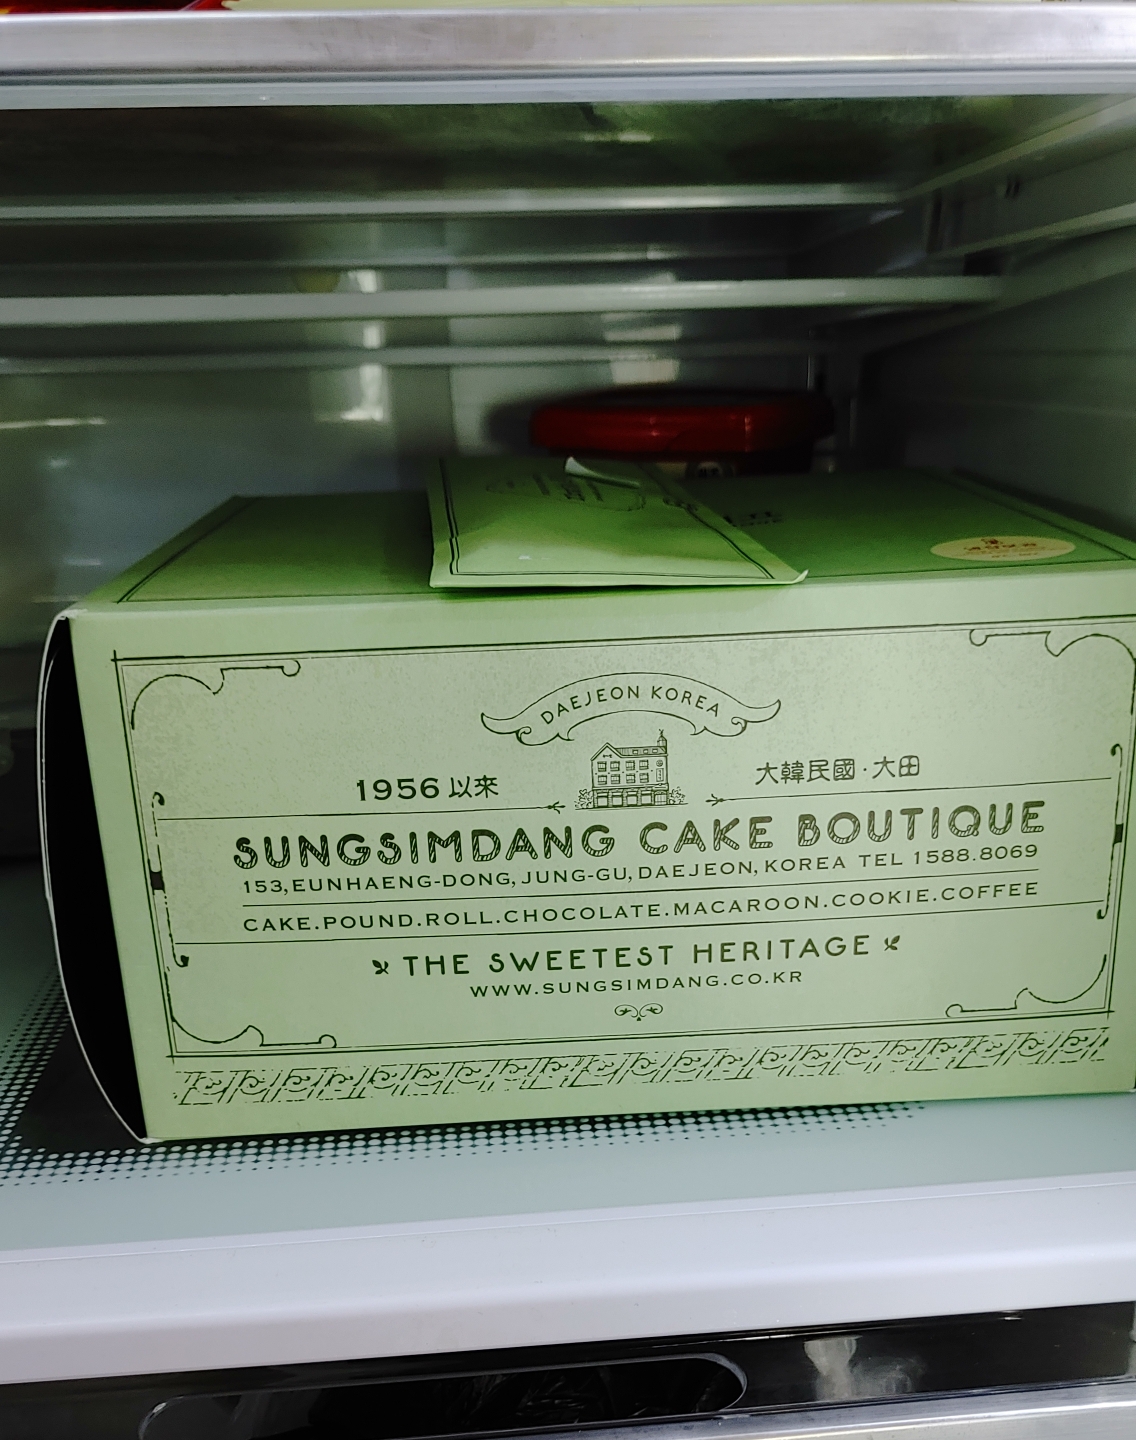 DAEJEON KOREA
1956 以來
大韓民國·大田
SUNGSIMDANG CAKE BOUTIQUE
153,EUNHAENG-DONG, JUNG-GU, DAEJEON, KOREA TEL 1588.8069
CAKE.POUND.ROLL.CHOCOLATE.MACAROON.COOKIE.COFFEE
THE SWEETEST HERITAGE
WWW.SUNGSIMDANG.CO.KR